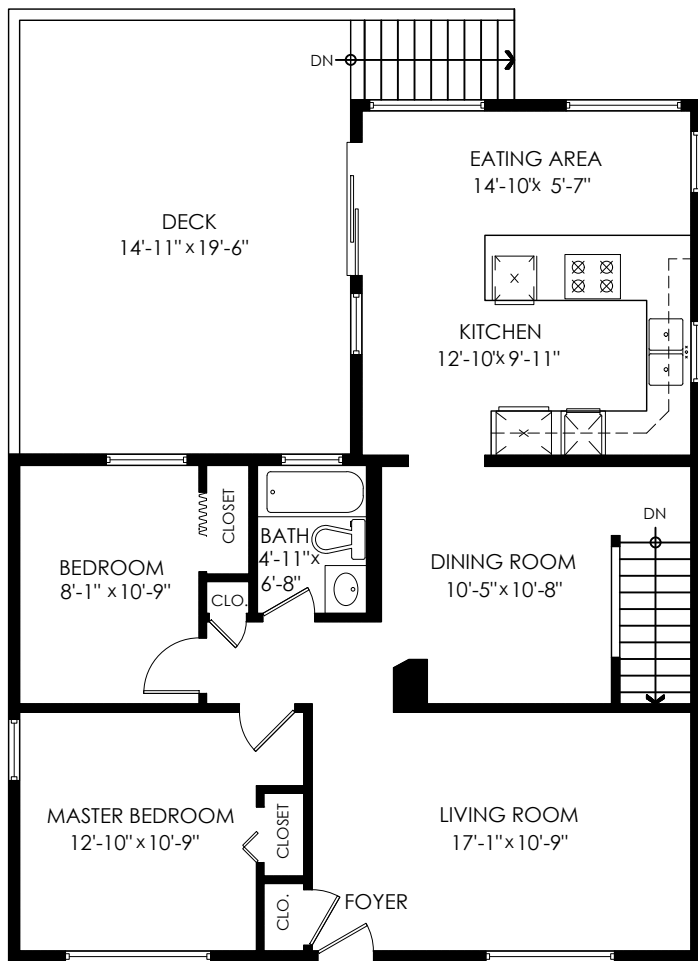 DN
EATING AREA
14'-10"x 5'-7"
DECK
14'-11" x 19'-6"
KITCHEN
12'-10"x 9'-11"
CLOSET
BATH
4'-11"x
6'-8"
DN
BEDROOM
8'-1" x 10'-9"
DINING ROOM
10'-5" x 10'-8"
CLO.
MASTER BEDROOM
12'-10" x 10'-9"
CLOSET
LIVING ROOM
17'-1" x 10'-9"
CLO.
FOYER